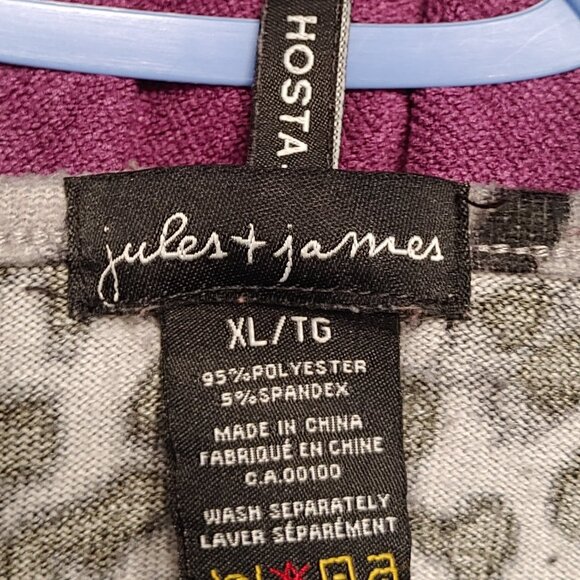 HOSTA
jules + james
XL/TG
95%POLYESTER
5%SPANDEX
MADE IN CHINA
FABRIQUÉ EN CHINE
C.A.00100
WASH SEPARATELY
LAVER SÉPARÉMENT